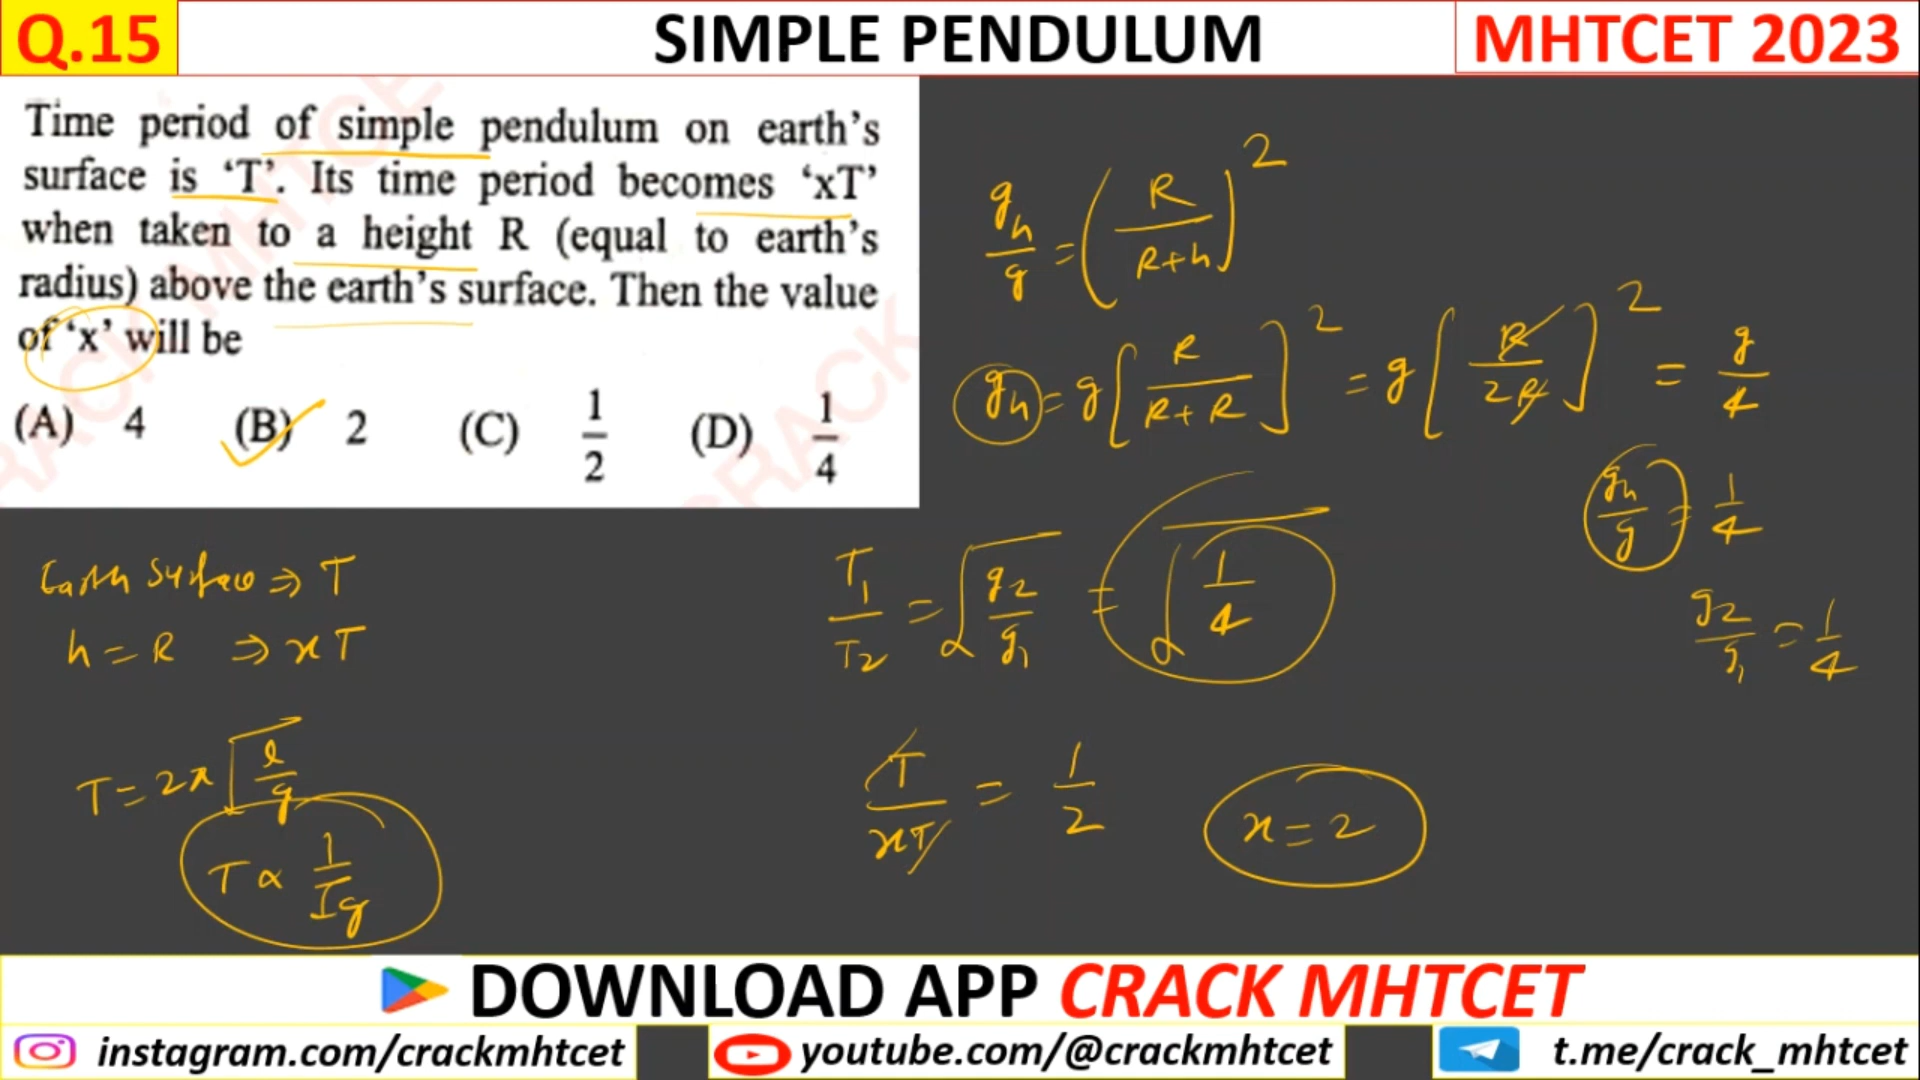 Q.15
SIMPLE PENDULUM
MHTCET 2023
Time period of simple pendulum on earth's
surface is 'T'. Its time period becomes 'xT'
when taken to a height R (equal to earth's
radius) above the earth's surface. Then the value
of 'x' will be
(A) 4 (B) 2 (C) 1/2 (D) 1/4
Earth Surface ⇒ T
h = R ⇒ xT
T = 2π√(l/g)
T ∝ 1/√g
g_h/g = (R/(R+h))²
g_h = g[R/(R+R)]² = g[R/2R]² = g/4
g_h/g = 1/4
g2/g1 = 1/4
T1/T2 = √(g2/g1) = √(1/4)
T/xT = 1/2
x = 2
DOWNLOAD APP CRACK MHTCET
instagram.com/crackmhtcet
youtube.com/@crackmhtcet
t.me/crack_mhtcet